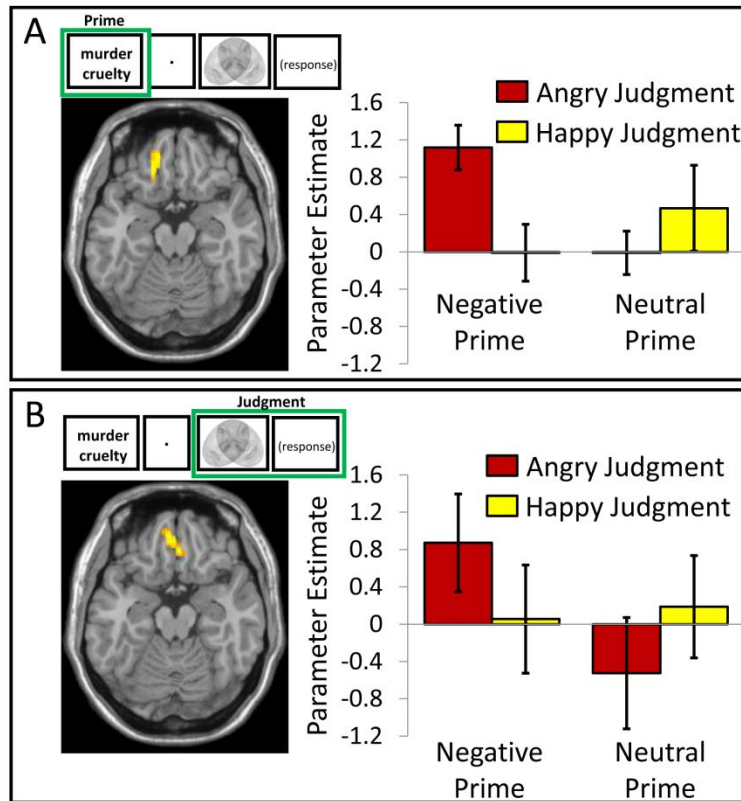 A
Prime
murder
cruelty
.
(response)
Angry Judgment
Happy Judgment
Parameter Estimate
1.6
1.2
0.8
0.4
0
-0.4
-0.8
-1.2
Negative
Prime
Neutral
Prime
B
Judgment
murder
cruelty
.
(response)
Angry Judgment
Happy Judgment
Parameter Estimate
1.6
1.2
0.8
0.4
0
-0.4
-0.8
-1.2
Negative
Prime
Neutral
Prime